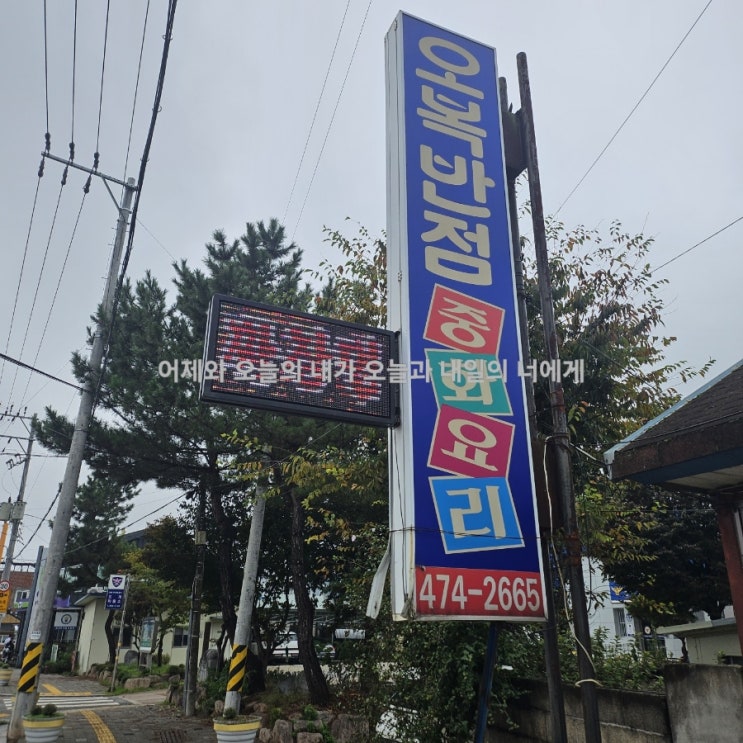 오복반점
중화요리
474-2665
어제와 오늘의 내가 오늘과 내일의 너에게